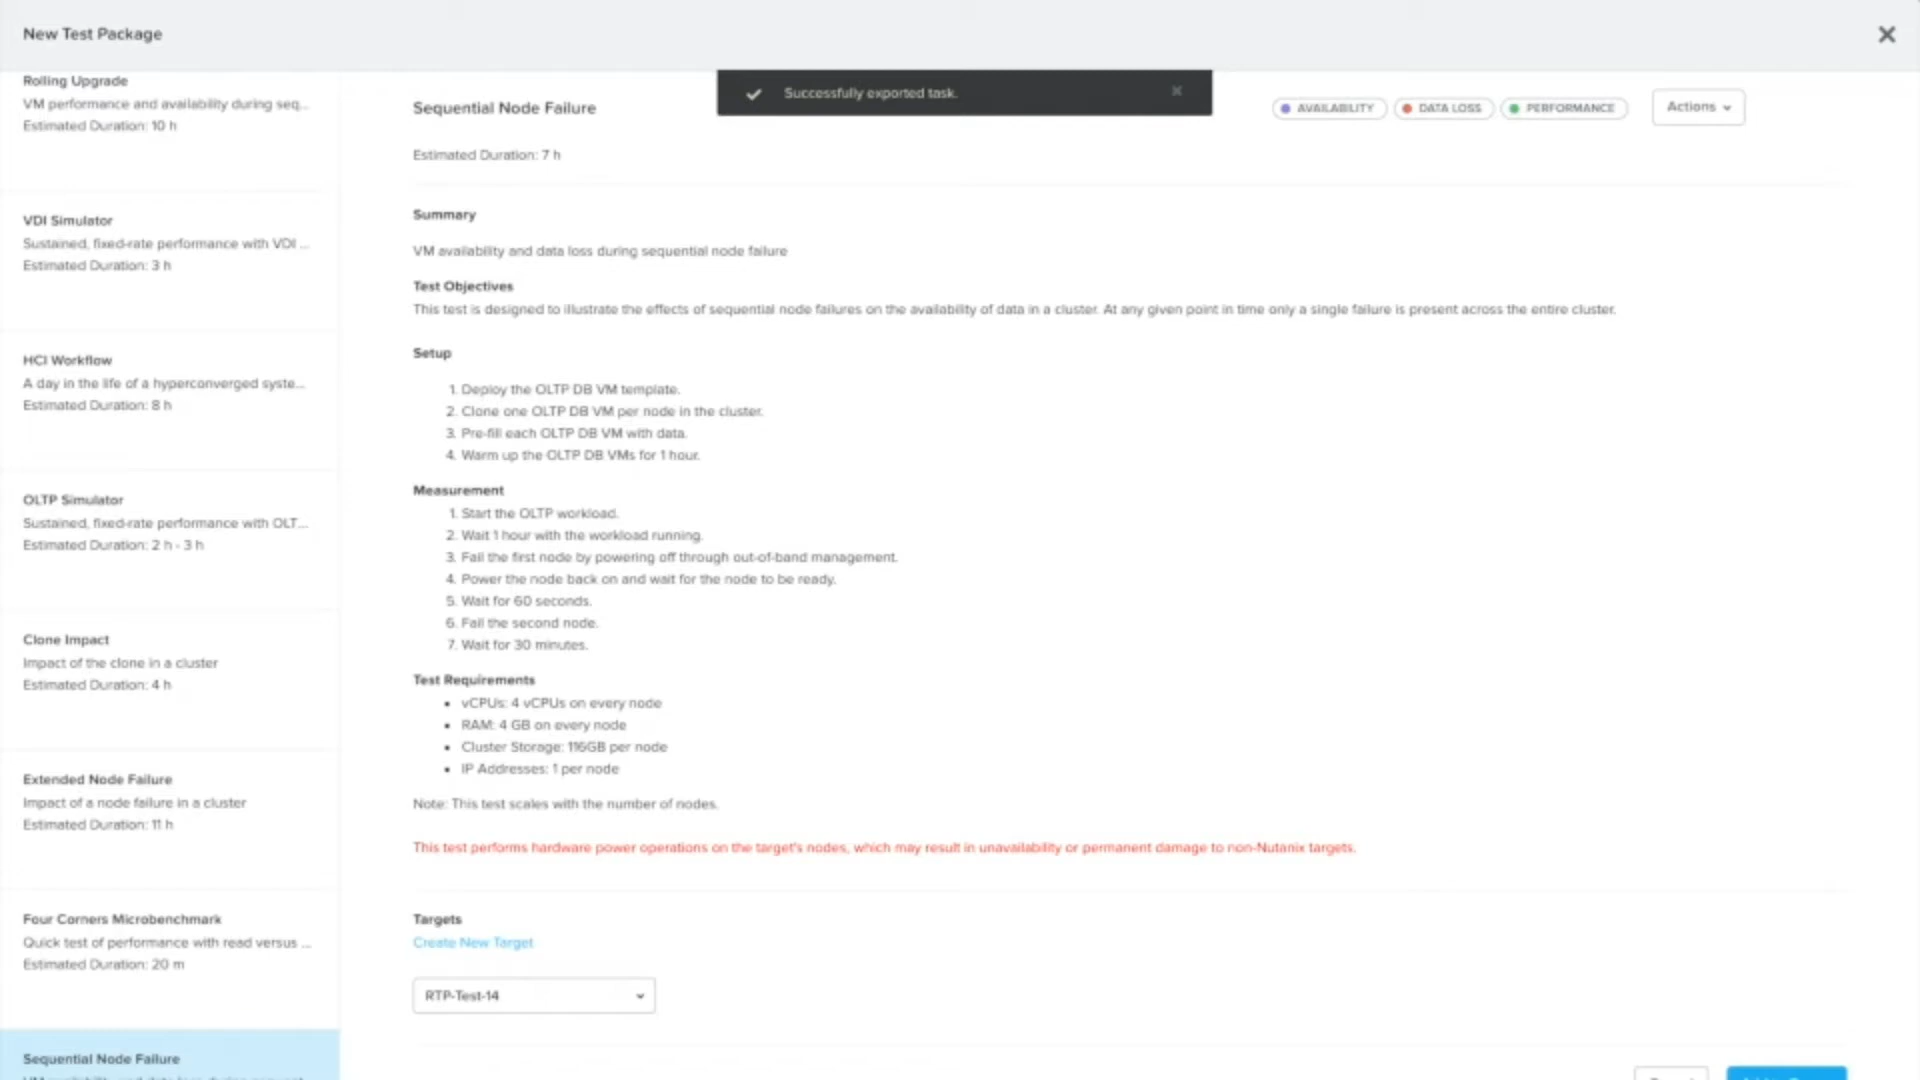 New Test Package
Rolling Upgrade
VM performance and availability during seq...
Estimated Duration: 10 h
VDI Simulator
Sustained, fixed-rate performance with VDI ...
Estimated Duration: 3 h
HCI Workflow
A day in the life of a hyperconverged syste...
Estimated Duration: 8 h
OLTP Simulator
Sustained, fixed-rate performance with OLT...
Estimated Duration: 2 h - 3 h
Clone Impact
Impact of the clone in a cluster
Estimated Duration: 4 h
Extended Node Failure
Impact of a node failure in a cluster
Estimated Duration: 11 h
Four Corners Microbenchmark
Quick test of performance with read versus ...
Estimated Duration: 20 m
Sequential Node Failure
Successfully exported task.
Sequential Node Failure
AVAILABILITY
DATA LOSS
PERFORMANCE
Actions
Estimated Duration: 7 h
Summary
VM availability and data loss during sequential node failure
Test Objectives
This test is designed to illustrate the effects of sequential node failures on the availability of data in a cluster. At any given point in time only a single failure is present across the entire cluster.
Setup
1. Deploy the OLTP DB VM template.
2. Clone one OLTP DB VM per node in the cluster.
3. Pre-fill each OLTP DB VM with data.
4. Warm up the OLTP DB VMs for 1 hour.
Measurement
1. Start the OLTP workload.
2. Wait 1 hour with the workload running.
3. Fail the first node by powering off through out-of-band management.
4. Power the node back on and wait for the node to be ready.
5. Wait for 60 seconds.
6. Fail the second node.
7. Wait for 30 minutes.
Test Requirements
• vCPUs: 4 vCPUs on every node
• RAM: 4 GB on every node
• Cluster Storage: 116GB per node
• IP Addresses: 1 per node
Note: This test scales with the number of nodes.
This test performs hardware power operations on the target's nodes, which may result in unavailability or permanent damage to non-Nutanix targets.
Targets
Create New Target
RTP-Test-14